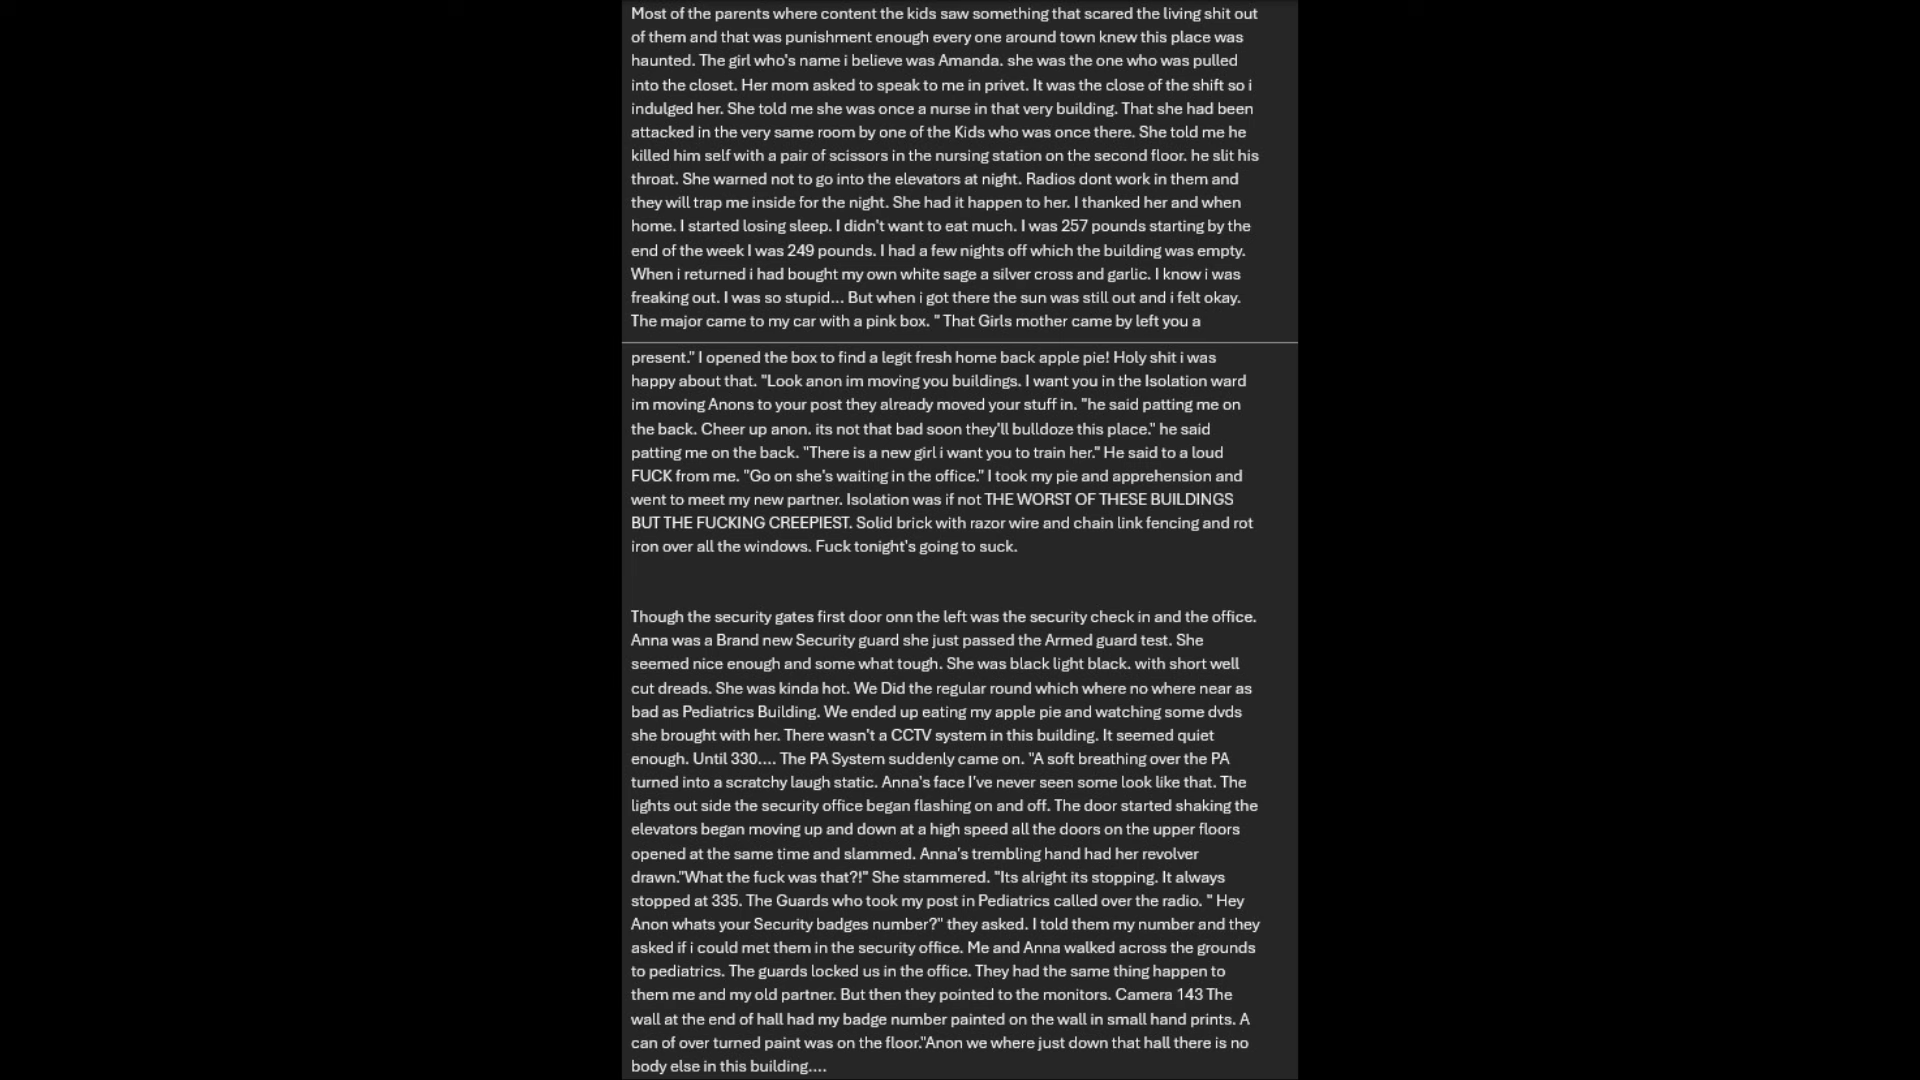 Most of the parents where content the kids saw something that scared the living shit out
of them and that was punishment enough every one around town knew this place was
haunted. The girl who's name i believe was Amanda. she was the one who was pulled
into the closet. Her mom asked to speak to me in privet. It was the close of the shift so i
indulged her. She told me she was once a nurse in that very building. That she had been
attacked in the very same room by one of the Kids who was once there. She told me he
killed him self with a pair of scissors in the nursing station on the second floor. he slit his
throat. She warned not to go into the elevators at night. Radios dont work in them and
they will trap me inside for the night. She had it happen to her. I thanked her and when
home. I started losing sleep. I didn't want to eat much. I was 257 pounds starting by the
end of the week I was 249 pounds. I had a few nights off which the building was empty.
When i returned i had bought my own white sage a silver cross and garlic. I know i was
freaking out. I was so stupid... But when i got there the sun was still out and i felt okay.
The major came to my car with a pink box. " That Girls mother came by left you a
present." I opened the box to find a legit fresh home back apple pie! Holy shit i was
happy about that. "Look anon im moving you buildings. I want you in the Isolation ward
im moving Anons to your post they already moved your stuff in. "he said patting me on
the back. Cheer up anon. its not that bad soon they'll bulldoze this place." he said
patting me on the back. "There is a new girl i want you to train her." He said to a loud
FUCK from me. "Go on she's waiting in the office." I took my pie and apprehension and
went to meet my new partner. Isolation was if not THE WORST OF THESE BUILDINGS
BUT THE FUCKING CREEPIEST. Solid brick with razor wire and chain link fencing and rot
iron over all the windows. Fuck tonight's going to suck.
Though the security gates first door onn the left was the security check in and the office.
Anna was a Brand new Security guard she just passed the Armed guard test. She
seemed nice enough and some what tough. She was black light black. with short well
cut dreads. She was kinda hot. We Did the regular round which where no where near as
bad as Pediatrics Building. We ended up eating my apple pie and watching some dvds
she brought with her. There wasn't a CCTV system in this building. It seemed quiet
enough. Until 330.... The PA System suddenly came on. "A soft breathing over the PA
turned into a scratchy laugh static. Anna's face I've never seen some look like that. The
lights out side the security office began flashing on and off. The door started shaking the
elevators began moving up and down at a high speed all the doors on the upper floors
opened at the same time and slammed. Anna's trembling hand had her revolver
drawn."What the fuck was that?!" She stammered. "Its alright its stopping. It always
stopped at 335. The Guards who took my post in Pediatrics called over the radio. " Hey
Anon whats your Security badges number?" they asked. I told them my number and they
asked if i could met them in the security office. Me and Anna walked across the grounds
to pediatrics. The guards locked us in the office. They had the same thing happen to
them me and my old partner. But then they pointed to the monitors. Camera 143 The
wall at the end of hall had my badge number painted on the wall in small hand prints. A
can of over turned paint was on the floor."Anon we where just down that hall there is no
body else in this building....